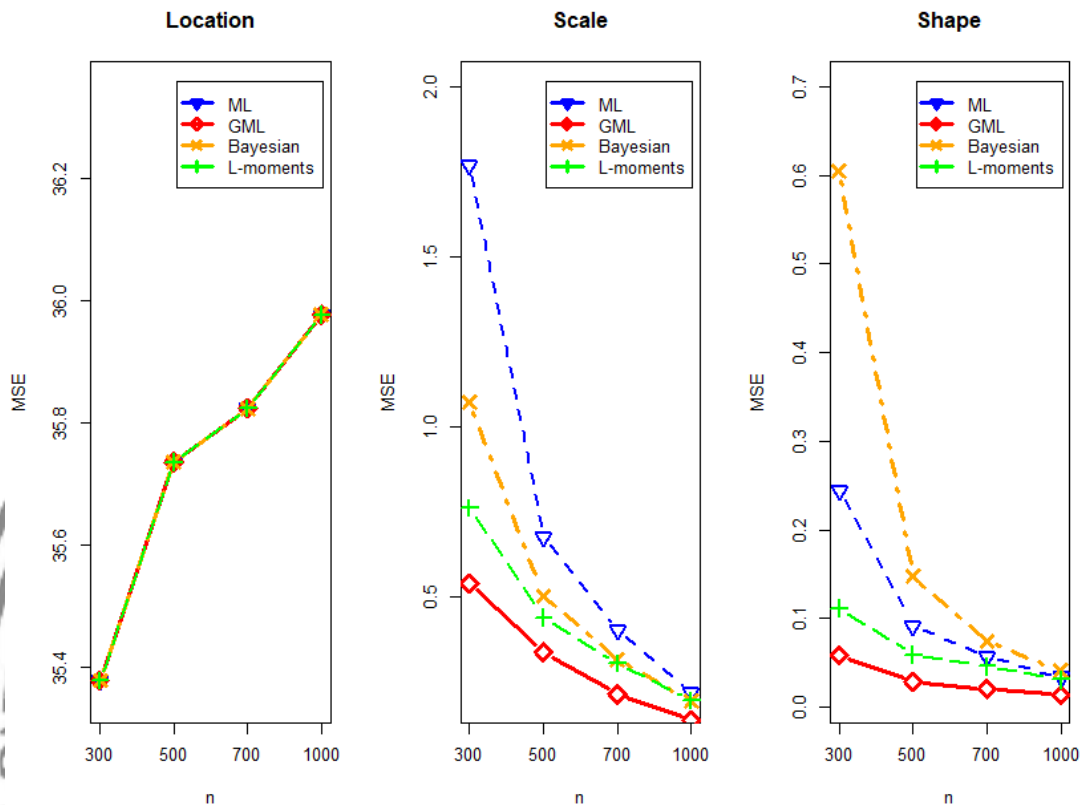 Location
ML
GML
Bayesian
L-moments
36.2
36.0
35.8
35.6
35.4
MSE
300 500 700 1000
n
Scale
ML
GML
Bayesian
L-moments
2.0
1.5
1.0
0.5
MSE
300 500 700 1000
n
Shape
ML
GML
Bayesian
L-moments
0.7
0.6
0.5
0.4
0.3
0.2
0.1
0.0
MSE
300 500 700 1000
n